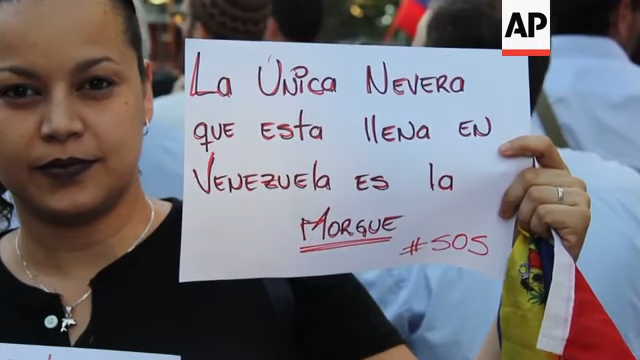 AP
La Única Nevera
que esta llena en
Venezuela es la
Morgue
#SOS